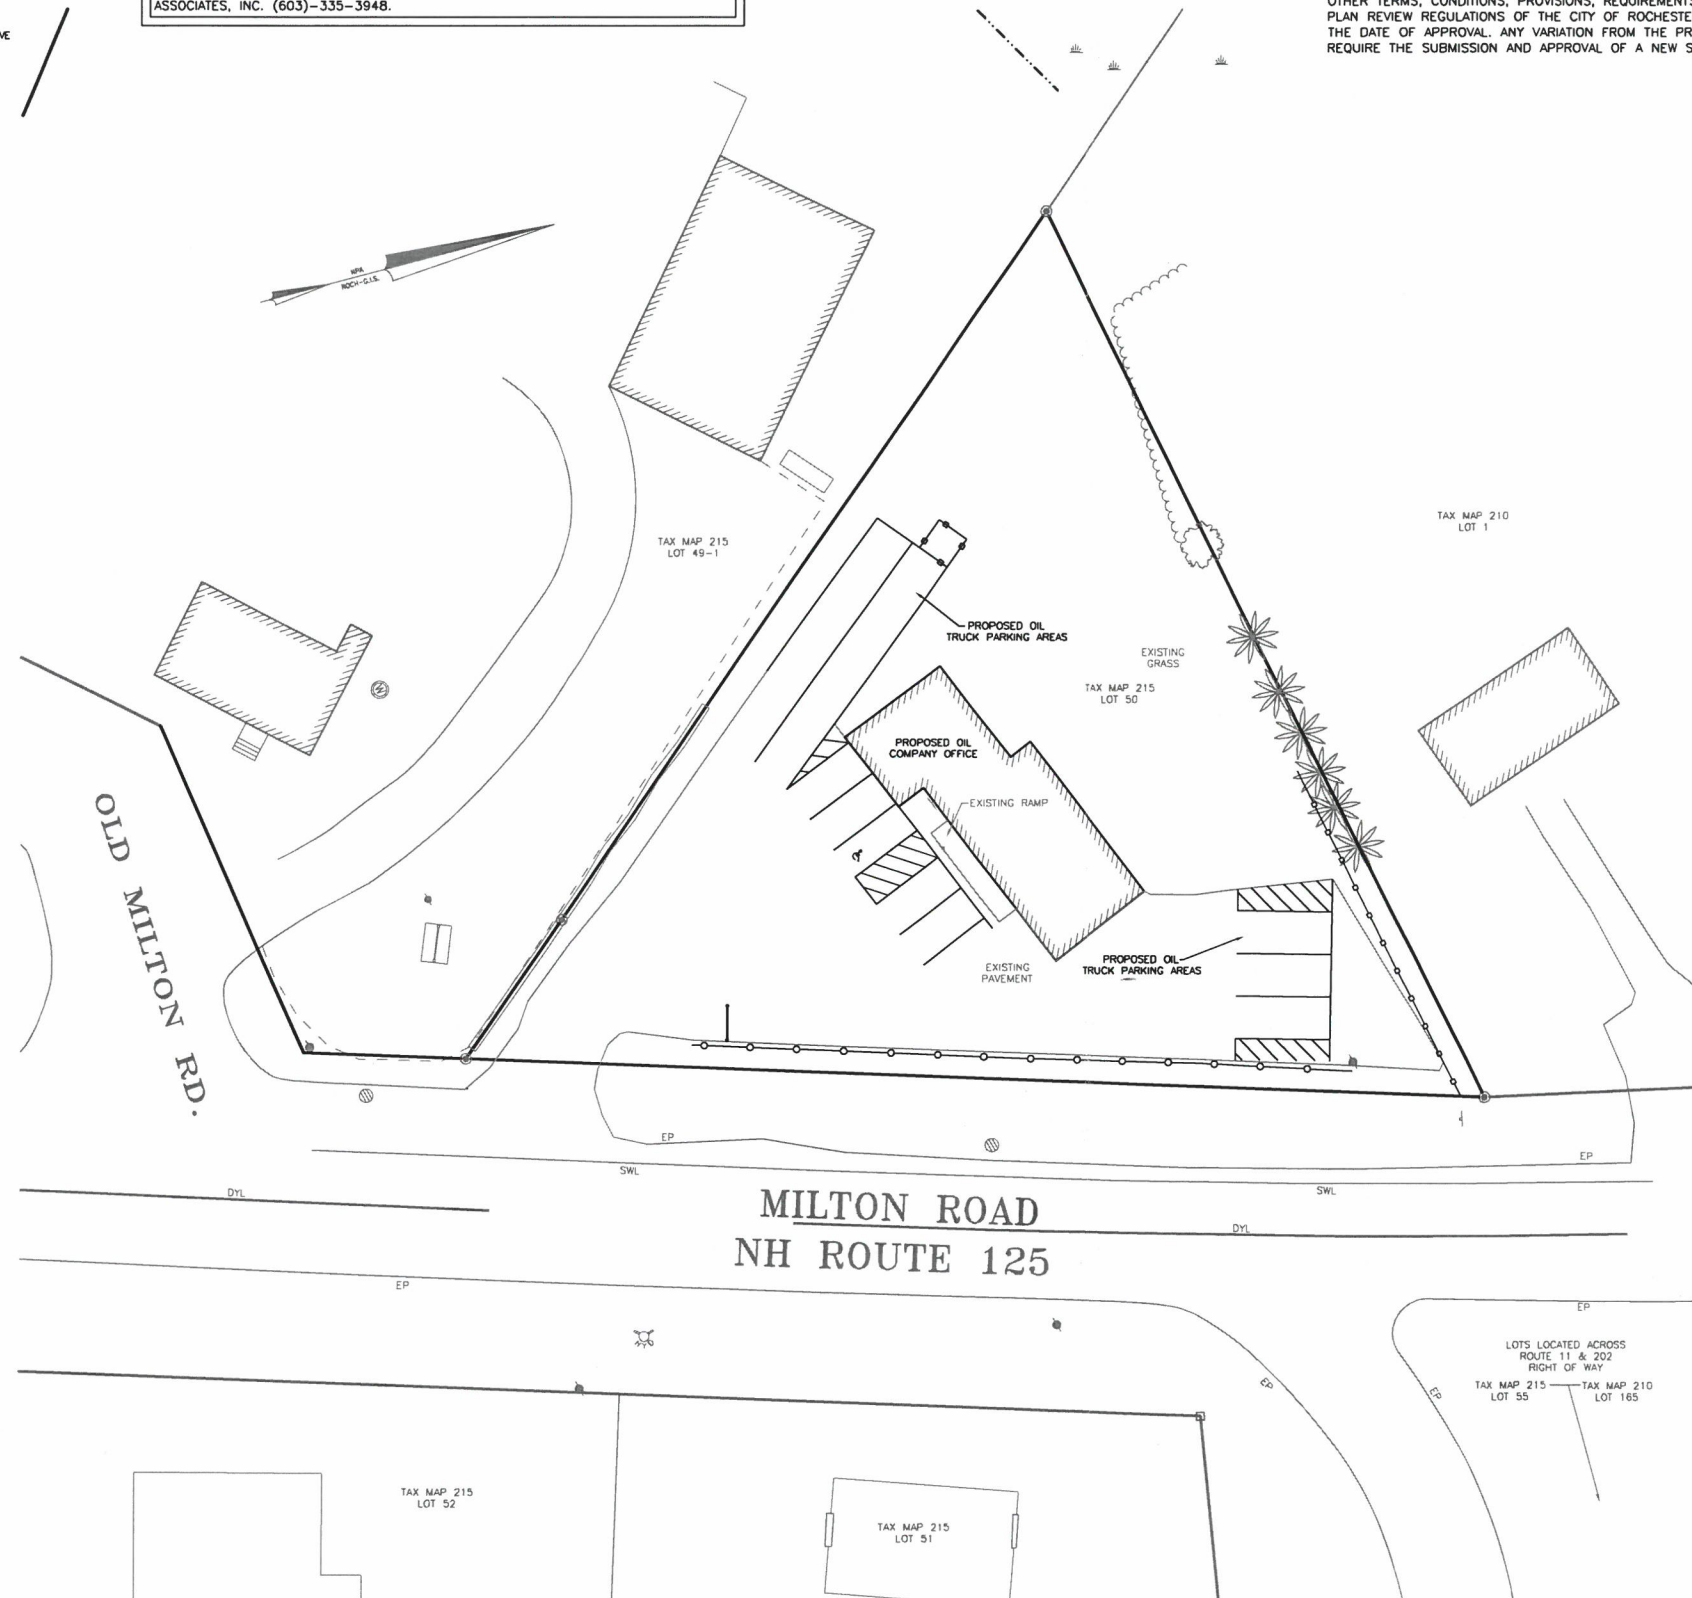 ASSOCIATES, INC. (603)-335-3948.
PLAN REVIEW REGULATIONS OF THE CITY OF ROCHESTE
THE DATE OF APPROVAL. ANY VARIATION FROM THE PR
REQUIRE THE SUBMISSION AND APPROVAL OF A NEW S
ROCH-G.I.S.
TAX MAP 215
LOT 49-1
TAX MAP 210
LOT 1
PROPOSED OIL
TRUCK PARKING AREAS
EXISTING
GRASS
TAX MAP 215
LOT 50
PROPOSED OIL
COMPANY OFFICE
EXISTING RAMP
OLD MILTON RD.
EXISTING
PAVEMENT
PROPOSED OIL
TRUCK PARKING AREAS
EP
EP
SWL
SWL
DYL
MILTON ROAD
DYL
NH ROUTE 125
EP
EP
LOTS LOCATED ACROSS
ROUTE 11 & 202
RIGHT OF WAY
TAX MAP 215
LOT 55
TAX MAP 210
LOT 165
EP
EP
TAX MAP 215
LOT 52
TAX MAP 215
LOT 51